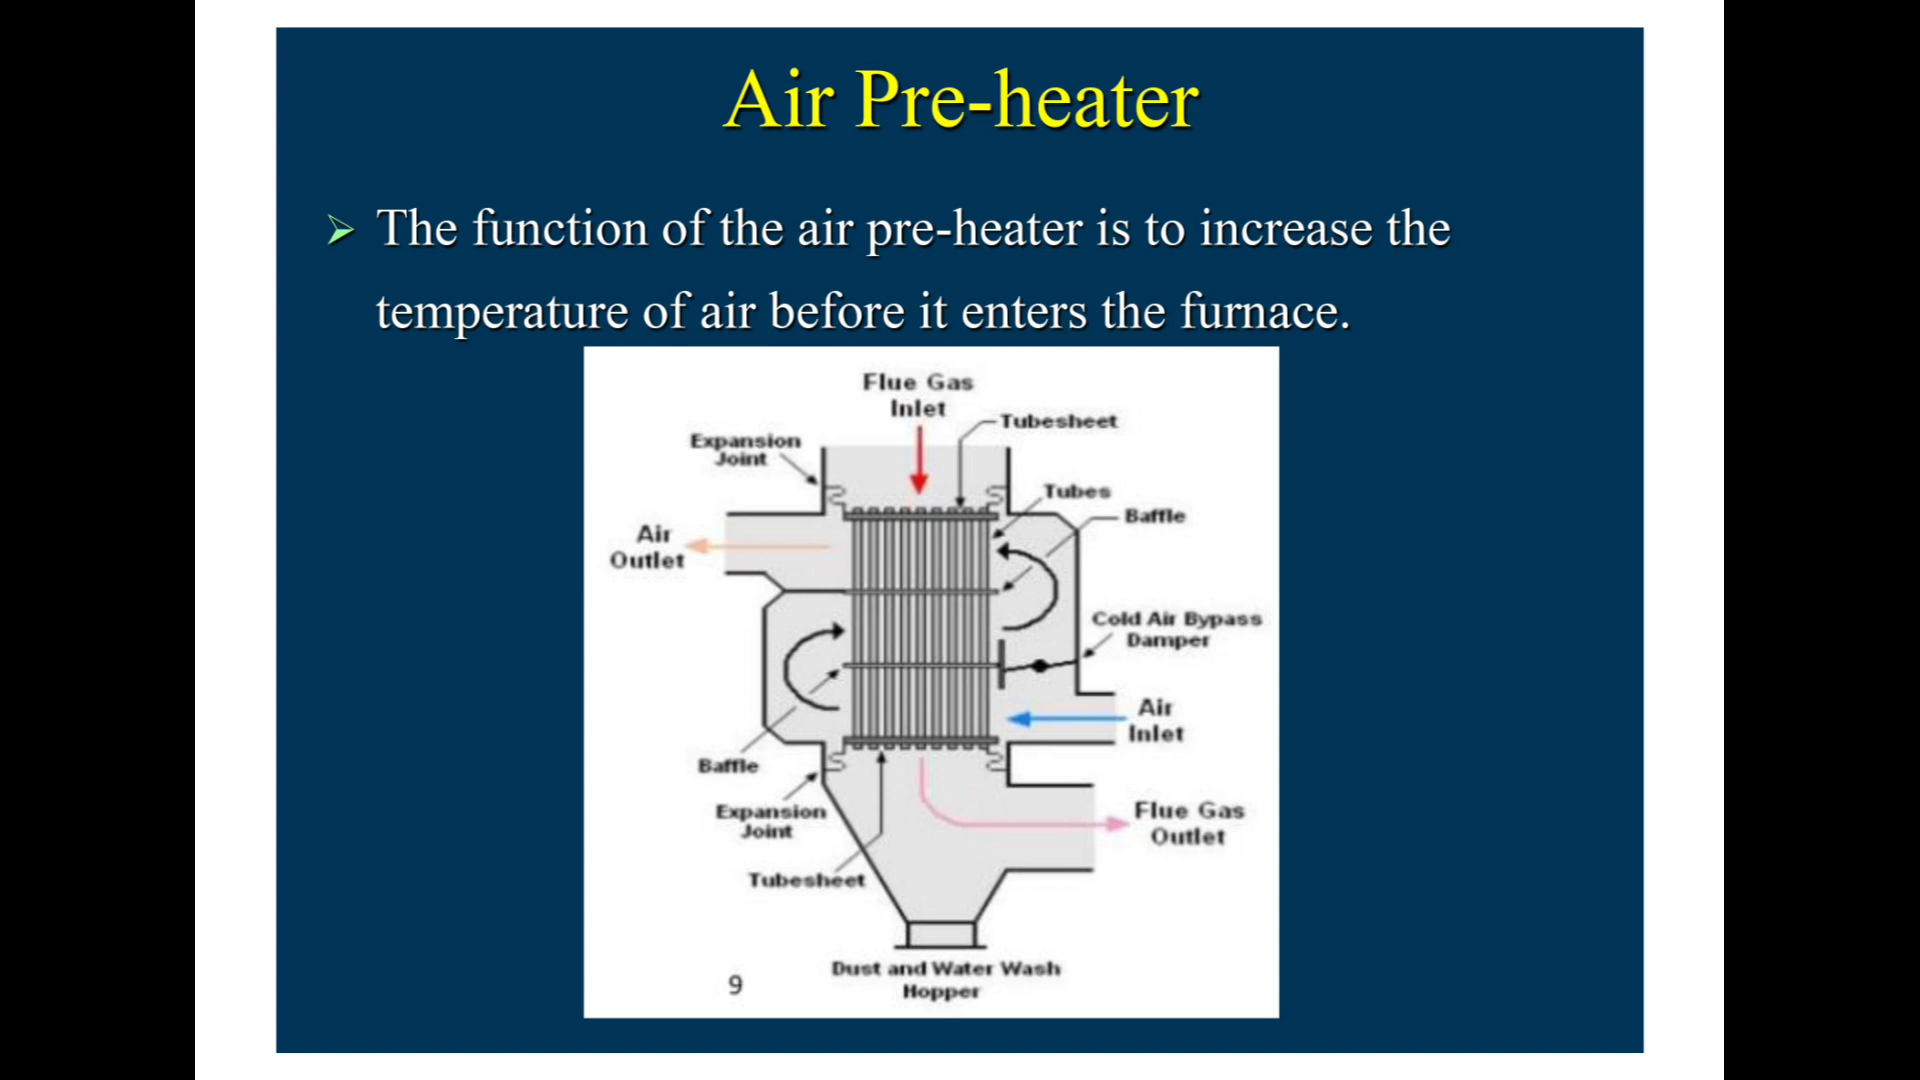 Air Pre-heater
The function of the air pre-heater is to increase the
temperature of air before it enters the furnace.
Flue Gas
Inlet
Tubesheet
Expansion
Joint
Tubes
Baffle
Air
Outlet
Cold Air Bypass
Damper
Air
Inlet
Baffle
Expansion
Joint
Flue Gas
Outlet
Tubesheet
Dust and Water Wash
Hopper
9